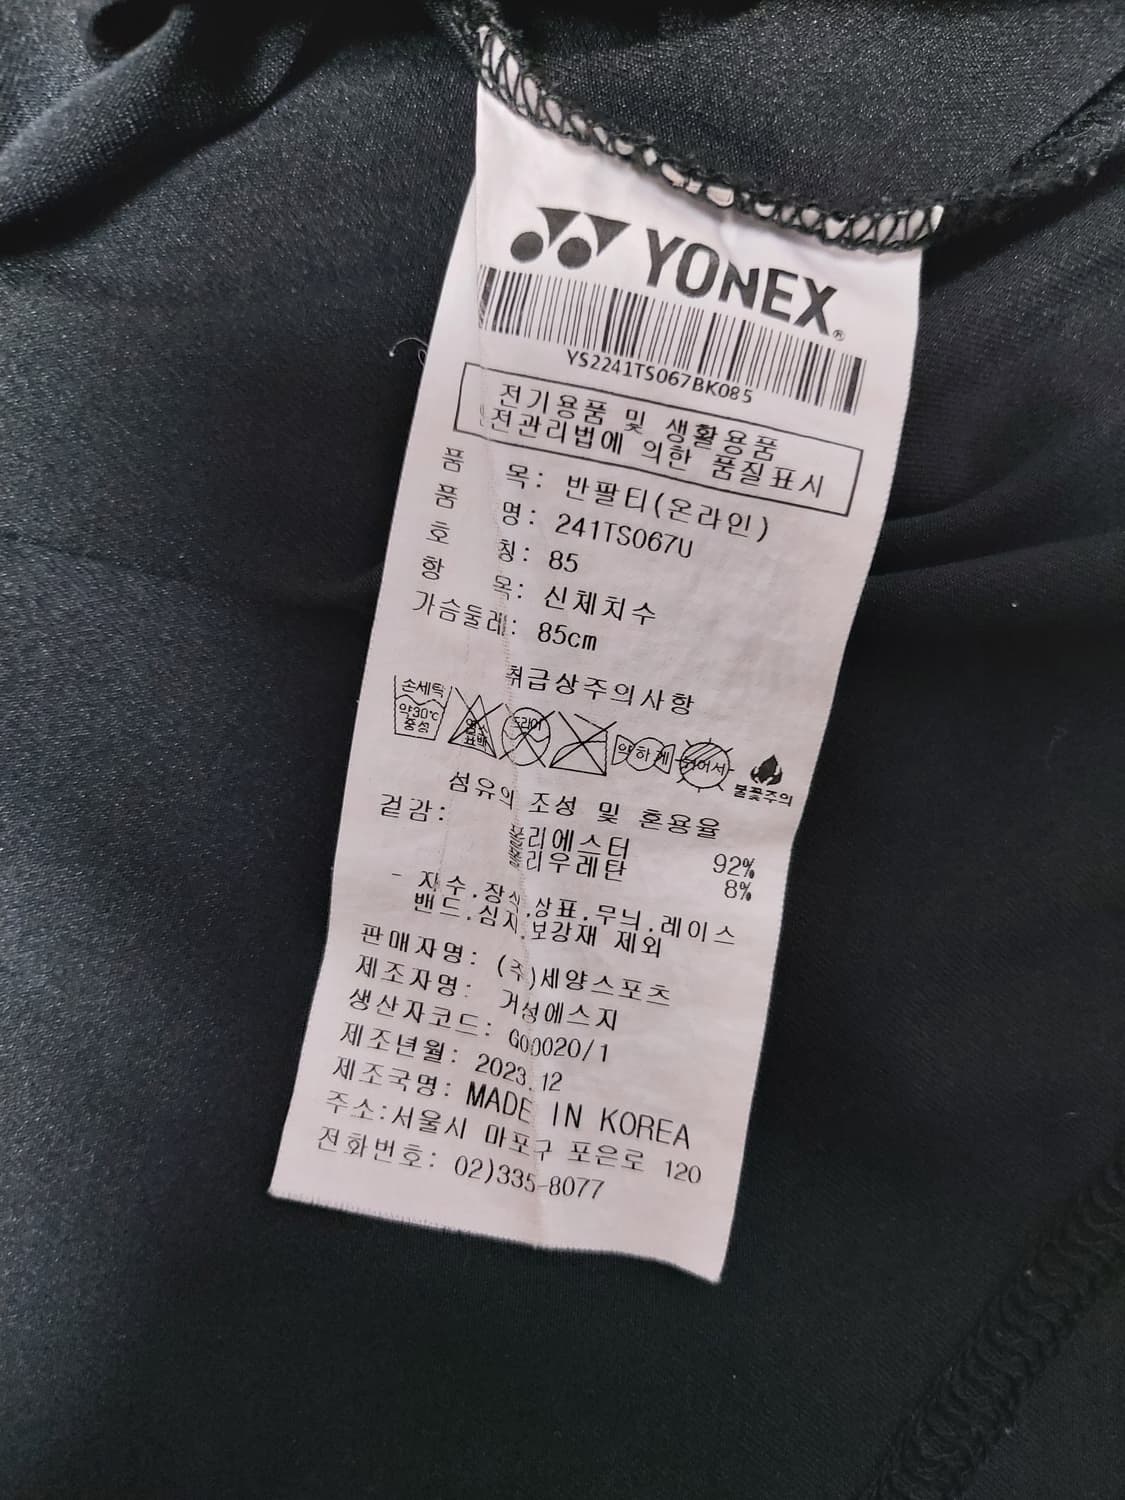 YONEX®
YS2241TS067BK085
전기용품 및 생활용품
안전관리법에 의한 품질표시
품 목: 반팔티(온라인)
품 명: 241TS067U
호 칭: 85
항 목: 신체치수
가슴둘레: 85cm
취급상주의사항
손세탁
약30℃
중성
염소
표백
드라이
약하게
뉘어서
불꽃주의
섬유의 조성 및 혼용율
겉감:
폴리에스터 92%
폴리우레탄 8%
- 자수.장식.상표.무늬.레이스
밴드.심지.보강재 제외
판매자명: (주)세양스포츠
제조자명: 거성에스지
생산자코드: G00020/1
제조년월: 2023.12
제조국명: MADE IN KOREA
주소:서울시 마포구 포은로 120
전화번호: 02)335-8077